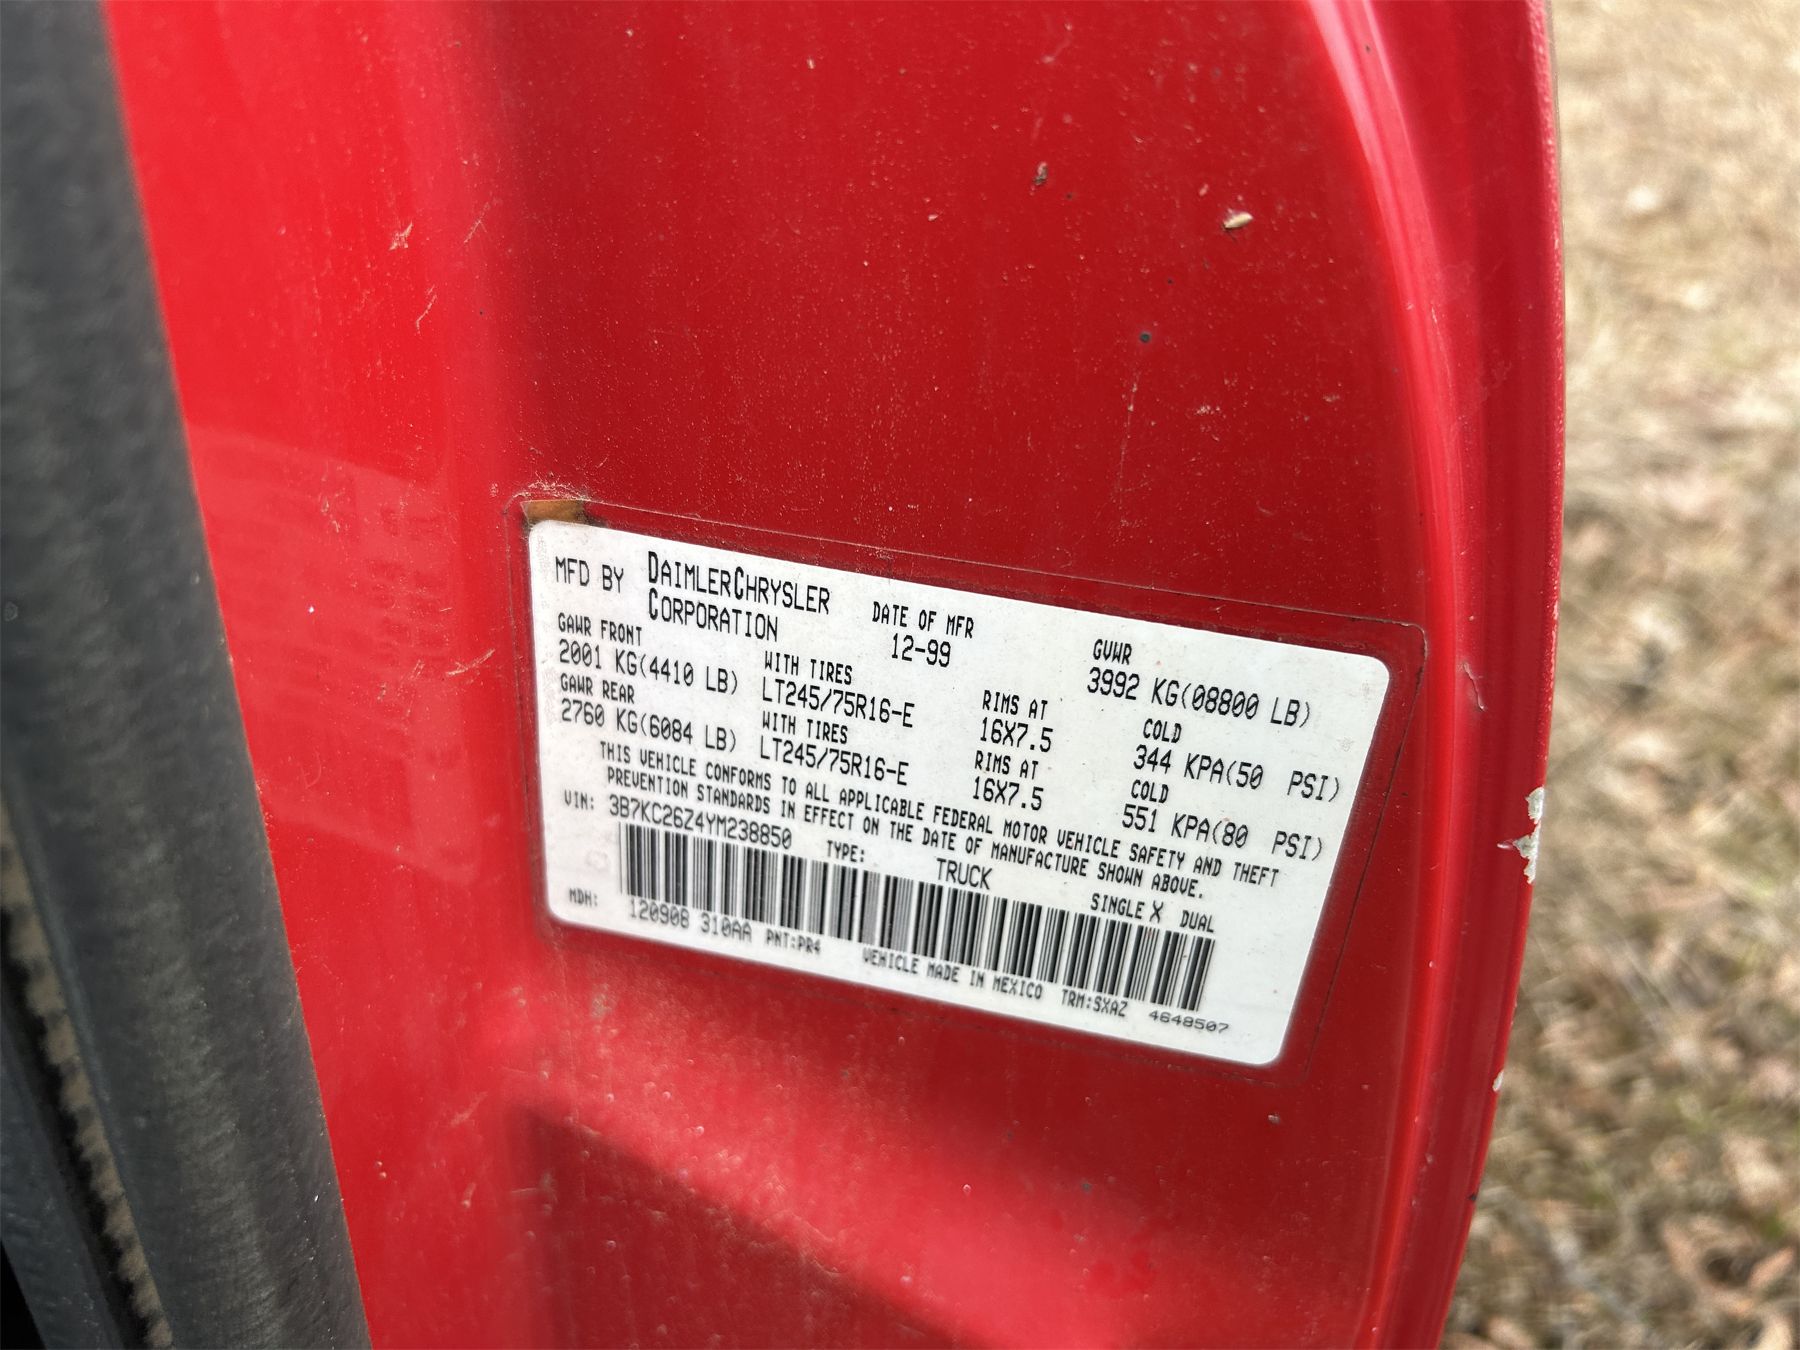 MFD BY DAIMLERCHRYSLER CORPORATION DATE OF MFR 12-99 GVWR 3992 KG(08800 LB)
GAWR FRONT WITH TIRES RIMS AT COLD
2001 KG(4410 LB) LT245/75R16-E 16X7.5 344 KPA(50 PSI)
GAWR REAR WITH TIRES RIMS AT COLD
2760 KG(6084 LB) LT245/75R16-E 16X7.5 551 KPA(80 PSI)
THIS VEHICLE CONFORMS TO ALL APPLICABLE FEDERAL MOTOR VEHICLE SAFETY AND THEFT
PREVENTION STANDARDS IN EFFECT ON THE DATE OF MANUFACTURE SHOWN ABOVE.
VIN: 3B7KC26Z4YM238850 TYPE: TRUCK SINGLE X DUAL
MDH: 120908 310AA PNT:PR4 VEHICLE MADE IN MEXICO TRM:SXAZ 4648507